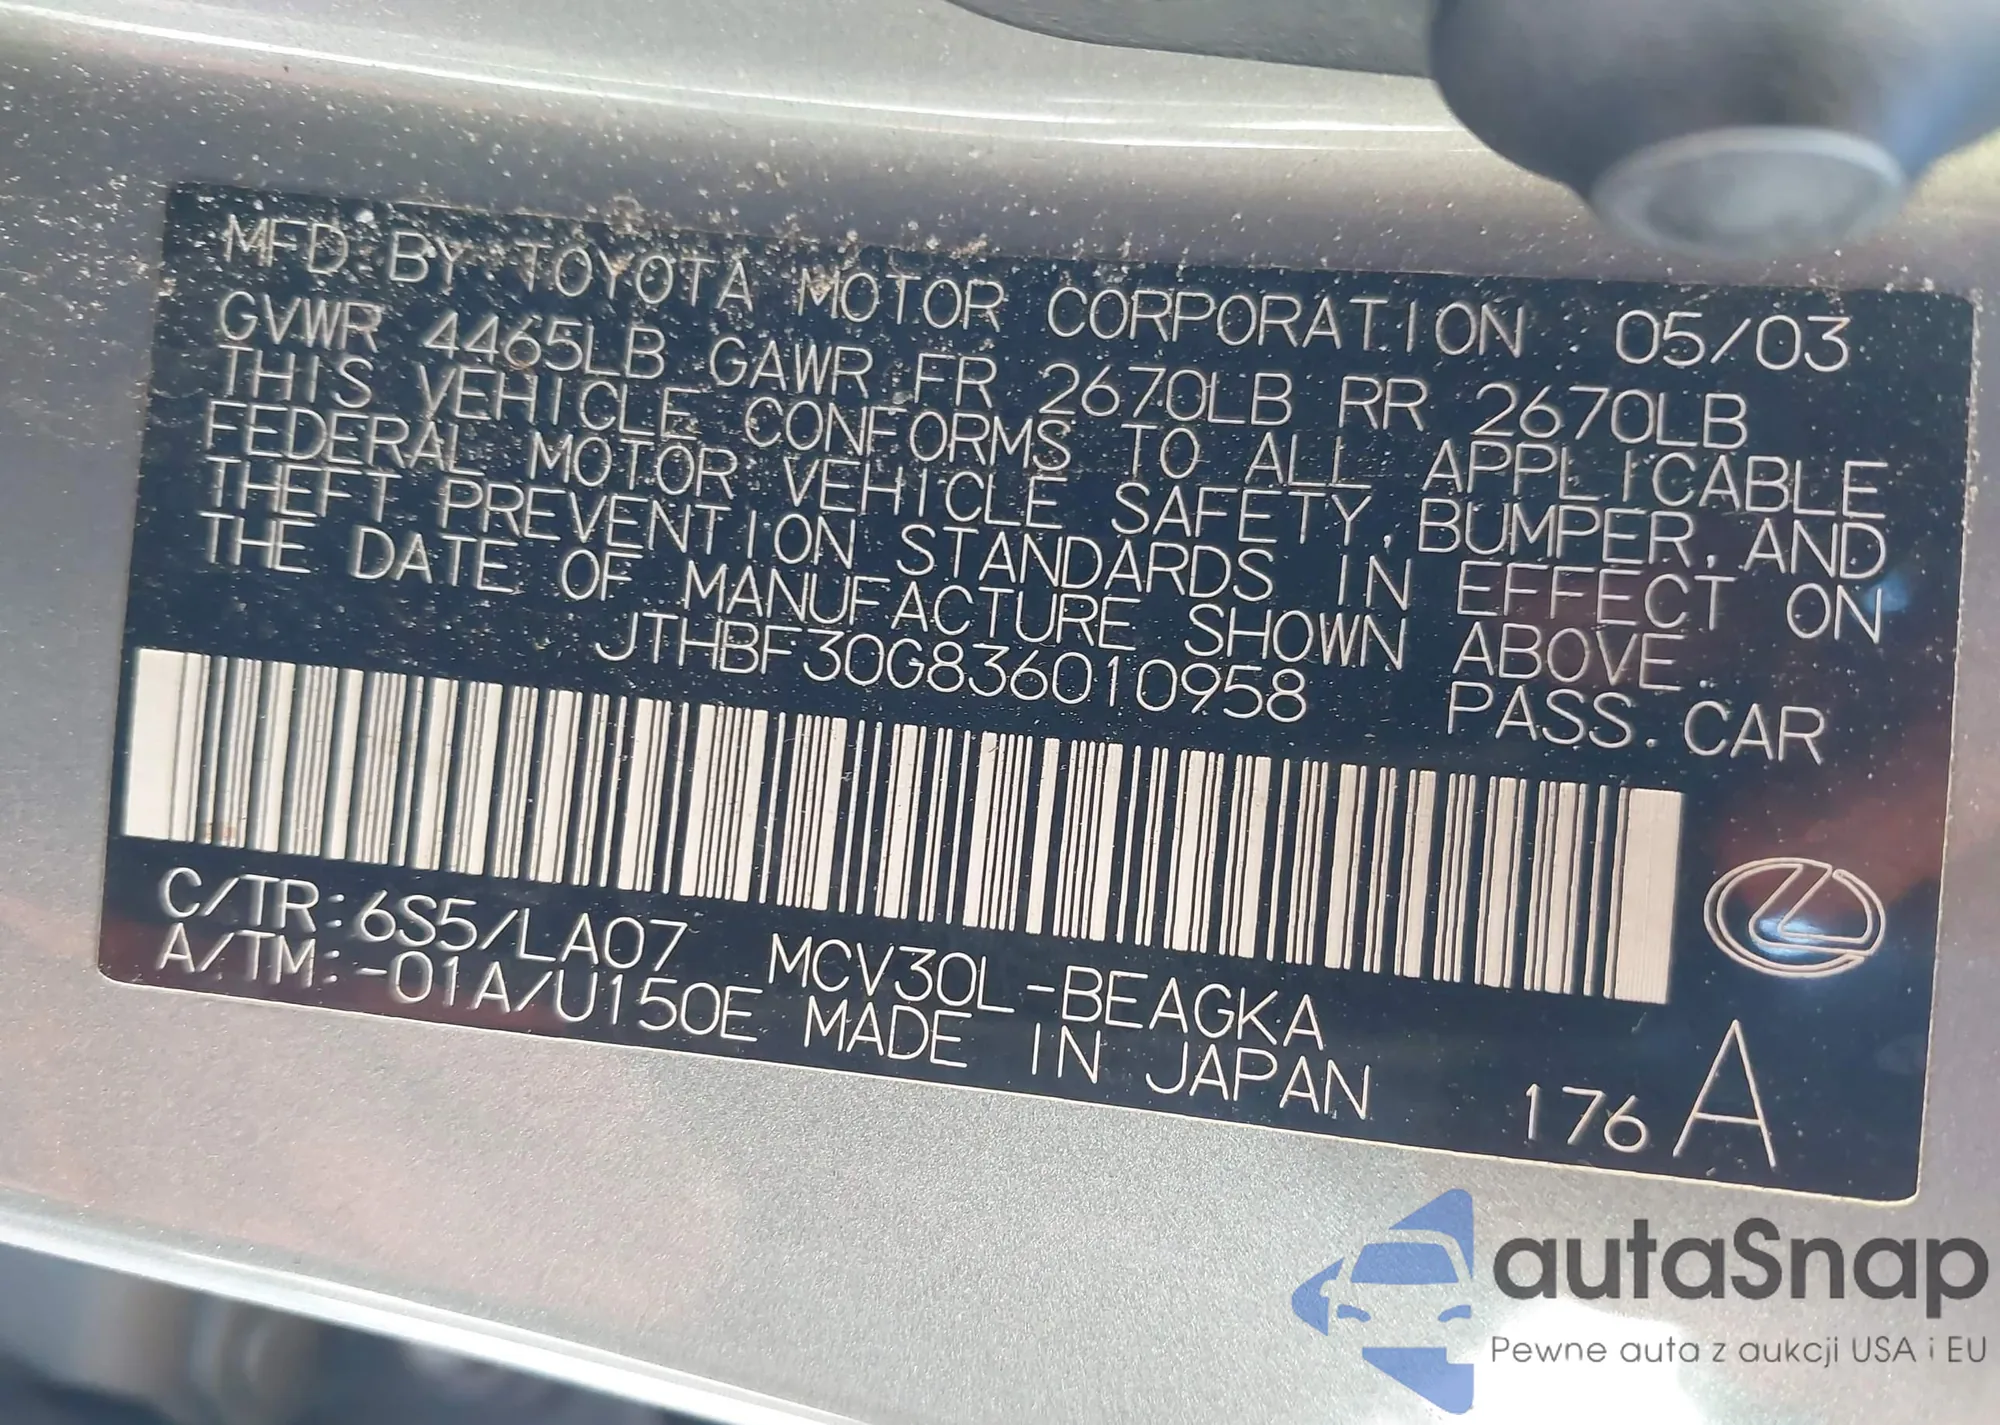 MFD BY TOYOTA MOTOR CORPORATION 05/03
GVWR 4465LB GAWR FR 2670LB RR 2670LB
THIS VEHICLE CONFORMS TO ALL APPLICABLE
FEDERAL MOTOR VEHICLE SAFETY, BUMPER, AND
THEFT PREVENTION STANDARDS IN EFFECT ON
THE DATE OF MANUFACTURE SHOWN ABOVE.
JTHBF30G836010958 PASS. CAR
C/TR:6S5/LA07 MCV30L-BEAGKA
A/TM:-01A/U150E MADE IN JAPAN 176 A
autaSnap
Pewne auta z aukcji USA i EU